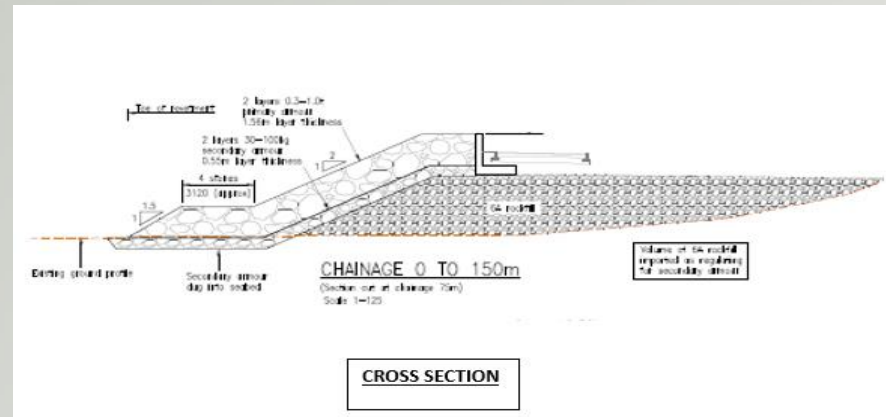 Toe of revetment
2 layers 0.3-1.0t
primary armour
1.56m layer thickness
2 layers 30-100kg
secondary armour
0.55m layer thickness
2
1
4 stones
3120 (approx)
1.5
1
6A rockfill
Existing ground profile
Secondary armour
dug into seabed
CHAINAGE 0 TO 150m
(Section cut at chainage 75m)
Scale 1-125
Volume of 6A rockfill
imported as regulating
for secondary armour
CROSS SECTION